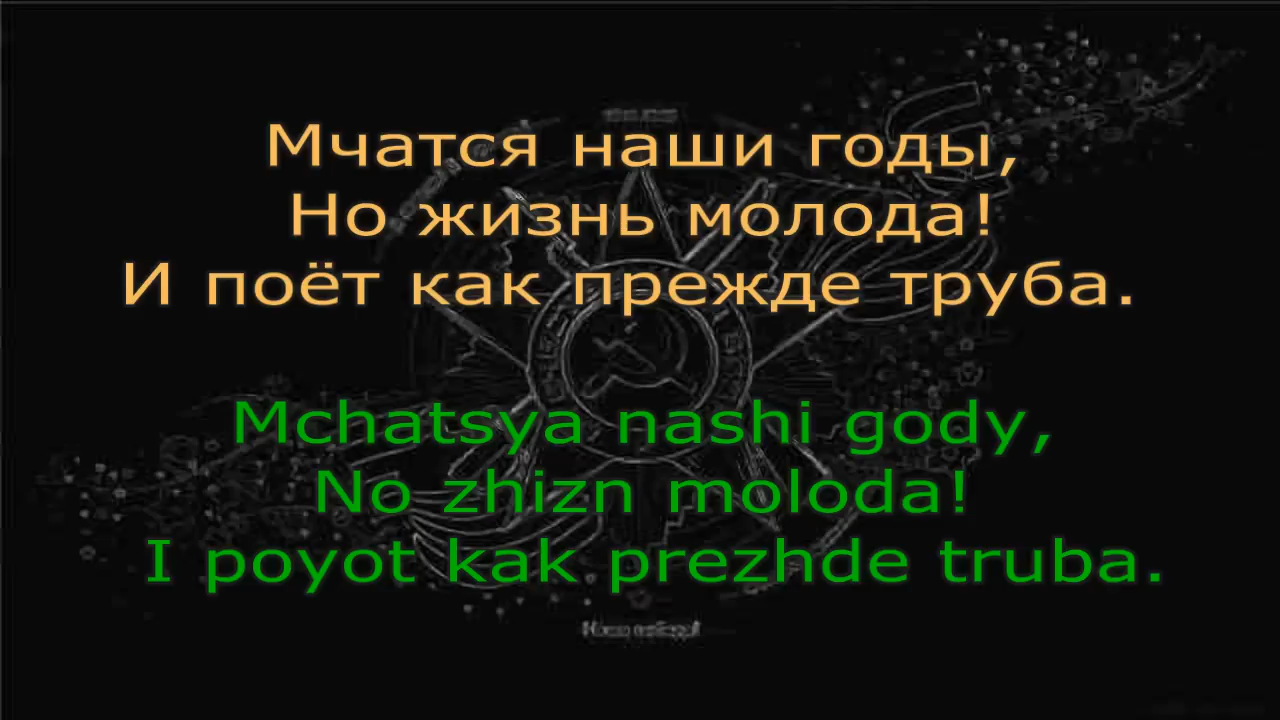 Мчатся наши годы,
Но жизнь молода!
И поёт как прежде труба.
Mchatsya nashi gody,
No zhizn moloda!
I poyot kak prezhde truba.